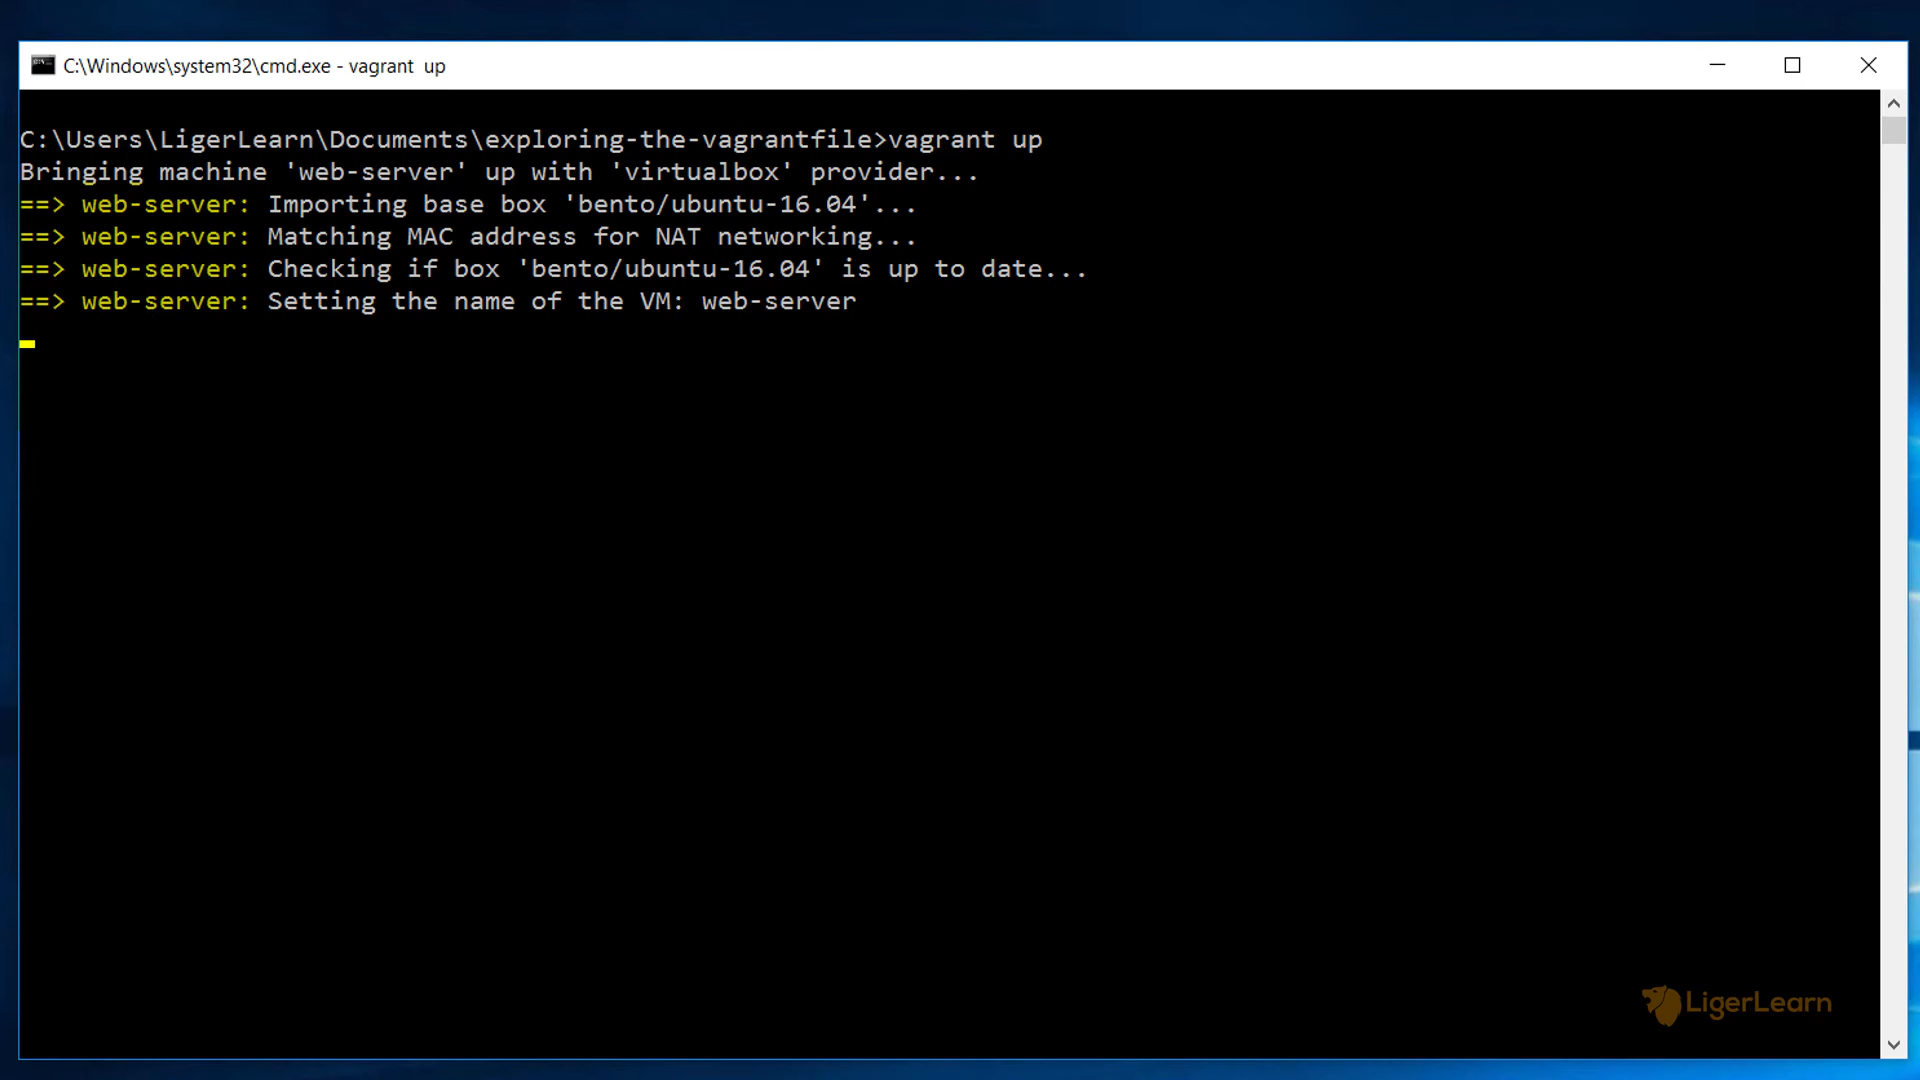 C:\Windows\system32\cmd.exe - vagrant  up
C:\Users\LigerLearn\Documents\exploring-the-vagrantfile>vagrant up
Bringing machine 'web-server' up with 'virtualbox' provider...
==> web-server: Importing base box 'bento/ubuntu-16.04'...
==> web-server: Matching MAC address for NAT networking...
==> web-server: Checking if box 'bento/ubuntu-16.04' is up to date...
==> web-server: Setting the name of the VM: web-server
LigerLearn